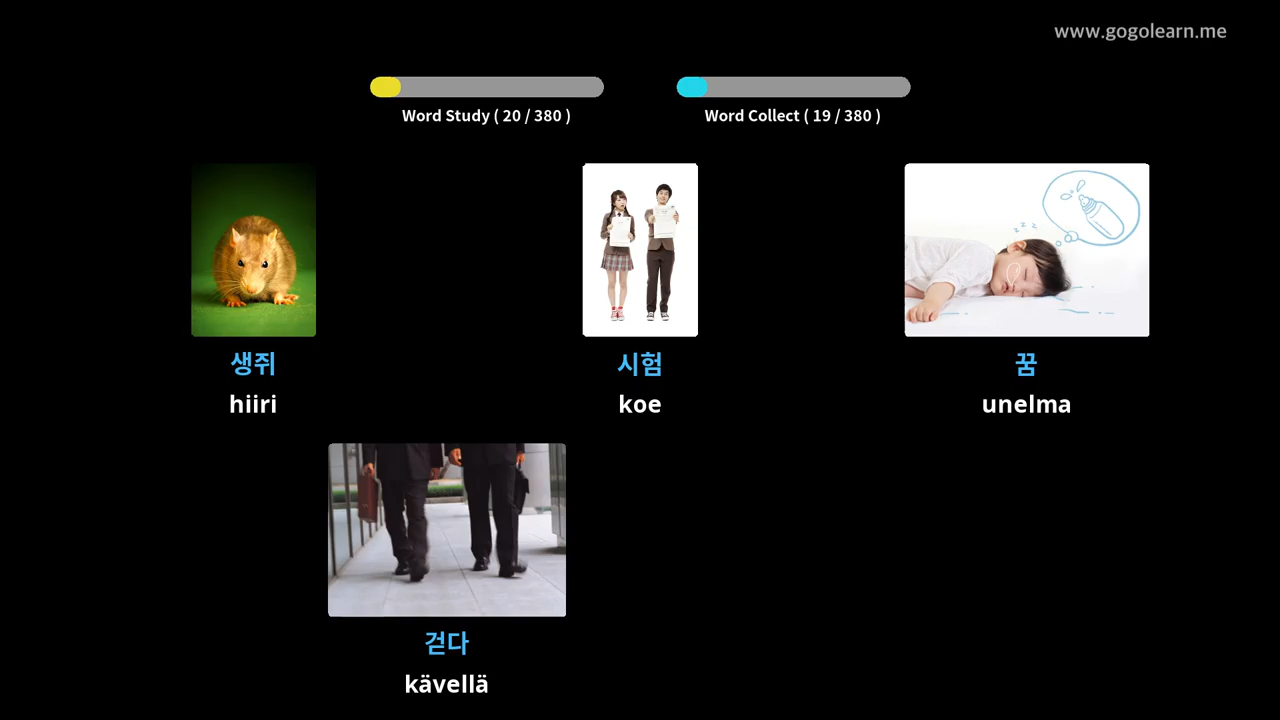 www.gogolearn.me
Word Study ( 20 / 380 )
Word Collect ( 19 / 380 )
생쥐
hiiri
시험
koe
꿈
unelma
걷다
kävellä